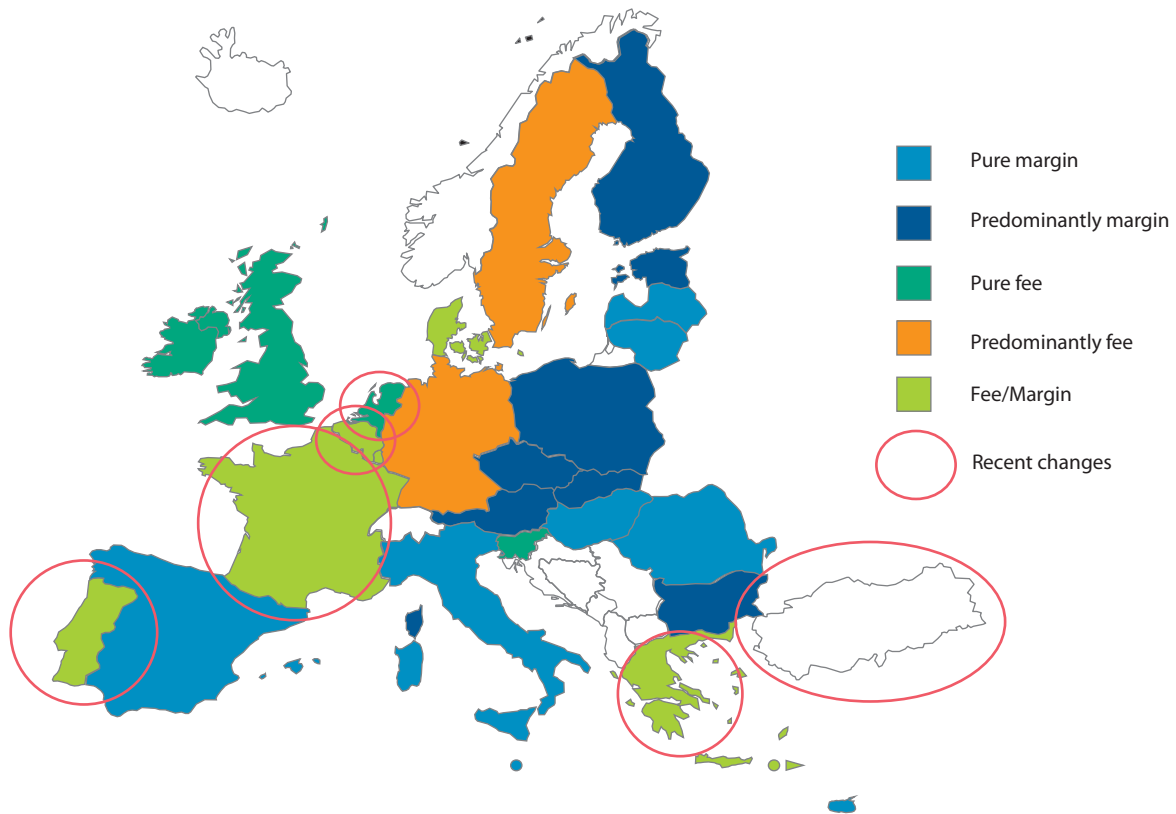 Pure margin
Predominantly margin
Pure fee
Predominantly fee
Fee/Margin
Recent changes